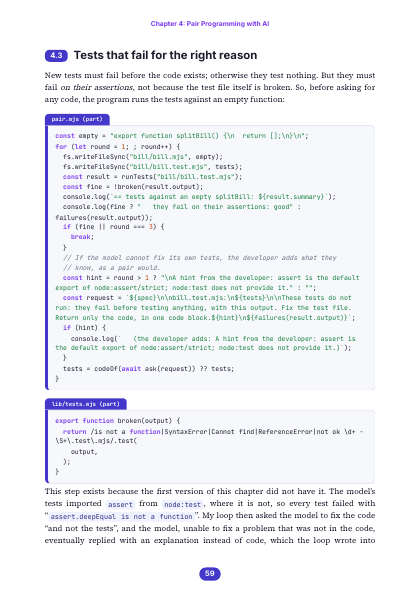 Chapter 4: Pair Programming with AI
4.3 Tests that fail for the right reason
New tests must fail before the code exists; otherwise they test nothing. But they must
fail on their assertions, not because the test file itself is broken. So, before asking for
any code, the program runs the tests against an empty function:
pair.mjs (part)
const empty = "export function splitBill() {\n  return [];\n}\n";
for (let round = 1; ; round++) {
  fs.writeFileSync("bill/bill.mjs", empty);
  fs.writeFileSync("bill/bill.test.mjs", tests);
  const result = runTests("bill/bill.test.mjs");
  const fine = !broken(result.output);
  console.log(`== tests against an empty splitBill: ${result.summary}`);
  console.log(fine ? "   they fail on their assertions: good" :
failures(result.output));
  if (fine || round === 3) {
    break;
  }
  // If the model cannot fix its own tests, the developer adds what they
  // know, as a pair would.
  const hint = round > 1 ? "\nA hint from the developer: assert is the default
export of node:assert/strict; node:test does not provide it." : "";
  const request = `${spec}\n\nbill.test.mjs:\n${tests}\n\nThese tests do not
run: they fail before testing anything, with this output. Fix the test file.
Return only the code, in one code block.${hint}\n${failures(result.output)}`;
  if (hint) {
    console.log(`   (the developer adds: A hint from the developer: assert is
the default export of node:assert/strict; node:test does not provide it.)`);
  }
  tests = codeOf(await ask(request)) ?? tests;
}
lib/tests.mjs (part)
export function broken(output) {
  return /is not a function|SyntaxError|Cannot find|ReferenceError|not ok \d+ -
\S+\.test\.mjs/.test(
    output,
  );
}
This step exists because the first version of this chapter did not have it. The model's
tests imported assert from node:test, where it is not, so every test failed with
"assert.deepEqual is not a function". My loop then asked the model to fix the code
"and not the tests", and the model, unable to fix a problem that was not in the code,
eventually replied with an explanation instead of code, which the loop wrote into
59